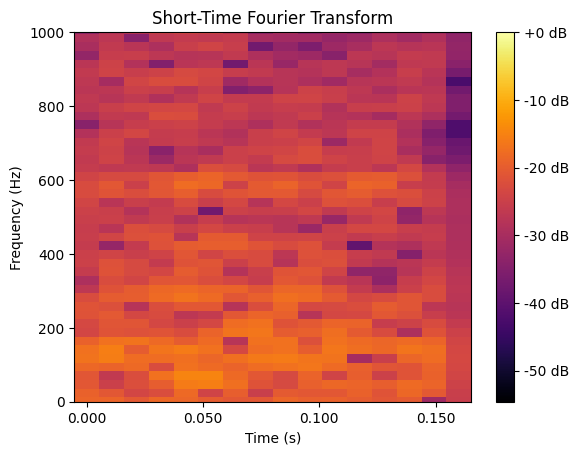 Short-Time Fourier Transform
1000
800
600
400
200
0
Frequency (Hz)
0.000
0.050
0.100
0.150
Time (s)
+0 dB
-10 dB
-20 dB
-30 dB
-40 dB
-50 dB